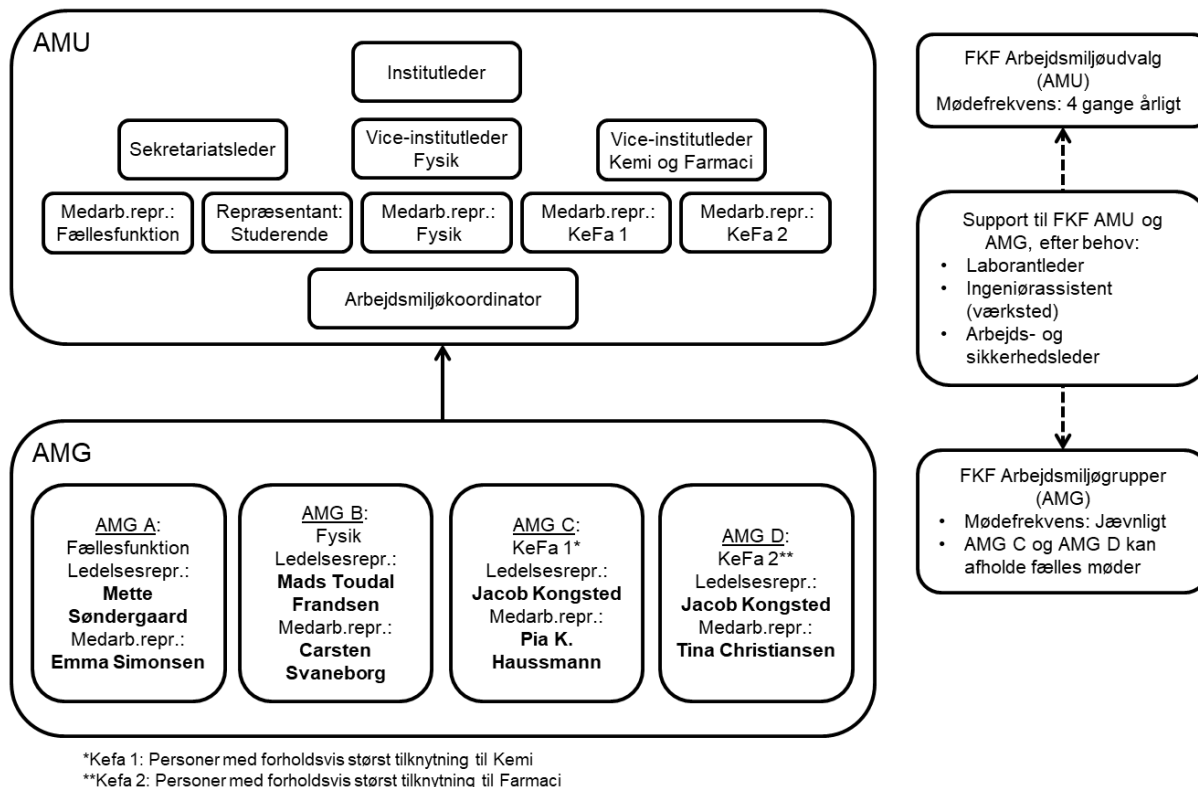 AMU
Institutleder
Sekretariatsleder
Vice-institutleder
Fysik
Vice-institutleder
Kemi og Farmaci
Medarb.repr.:
Fællesfunktion
Repræsentant:
Studerende
Medarb.repr.:
Fysik
Medarb.repr.:
KeFa 1
Medarb.repr.:
KeFa 2
Arbejdsmiljøkoordinator
AMG
AMG A:
Fællesfunktion
Ledelsesrepr.:
Mette
Søndergaard
Medarb.repr.:
Emma Simonsen
AMG B:
Fysik
Ledelsesrepr.:
Mads Toudal
Frandsen
Medarb.repr.:
Carsten
Svaneborg
AMG C:
KeFa 1*
Ledelsesrepr.:
Jacob Kongsted
Medarb.repr.:
Pia K.
Haussmann
AMG D:
KeFa 2**
Ledelsesrepr.:
Jacob Kongsted
Medarb.repr.:
Tina Christiansen
*Kefa 1: Personer med forholdsvis størst tilknytning til Kemi
**Kefa 2: Personer med forholdsvis størst tilknytning til Farmaci
FKF Arbejdsmiljøudvalg
(AMU)
Mødefrekvens: 4 gange årligt
Support til FKF AMU og
AMG, efter behov:
• Laborantleder
• Ingeniørassistent
(værksted)
• Arbejds- og
sikkerhedsleder
FKF Arbejdsmiljøgrupper
(AMG)
• Mødefrekvens: Jævnligt
• AMG C og AMG D kan
afholde fælles møder